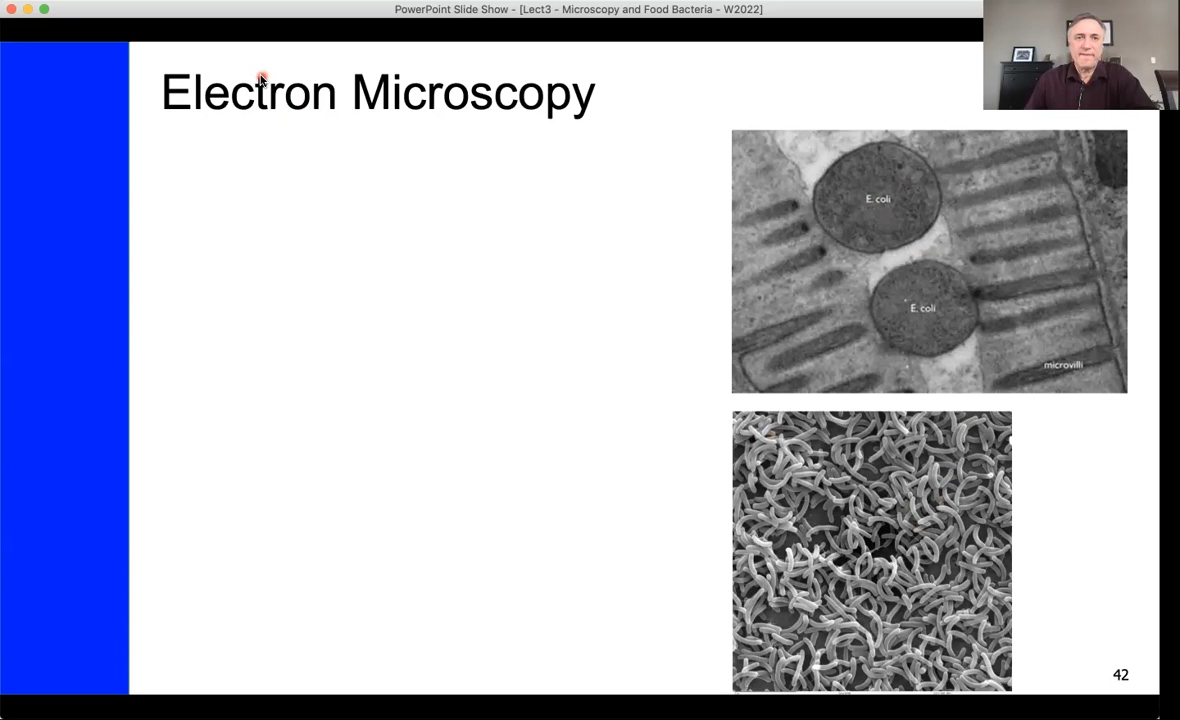 PowerPoint Slide Show - [Lect3 - Microscopy and Food Bacteria - W2022]
Electron Microscopy
E. coli
E. coli
microvilli
42